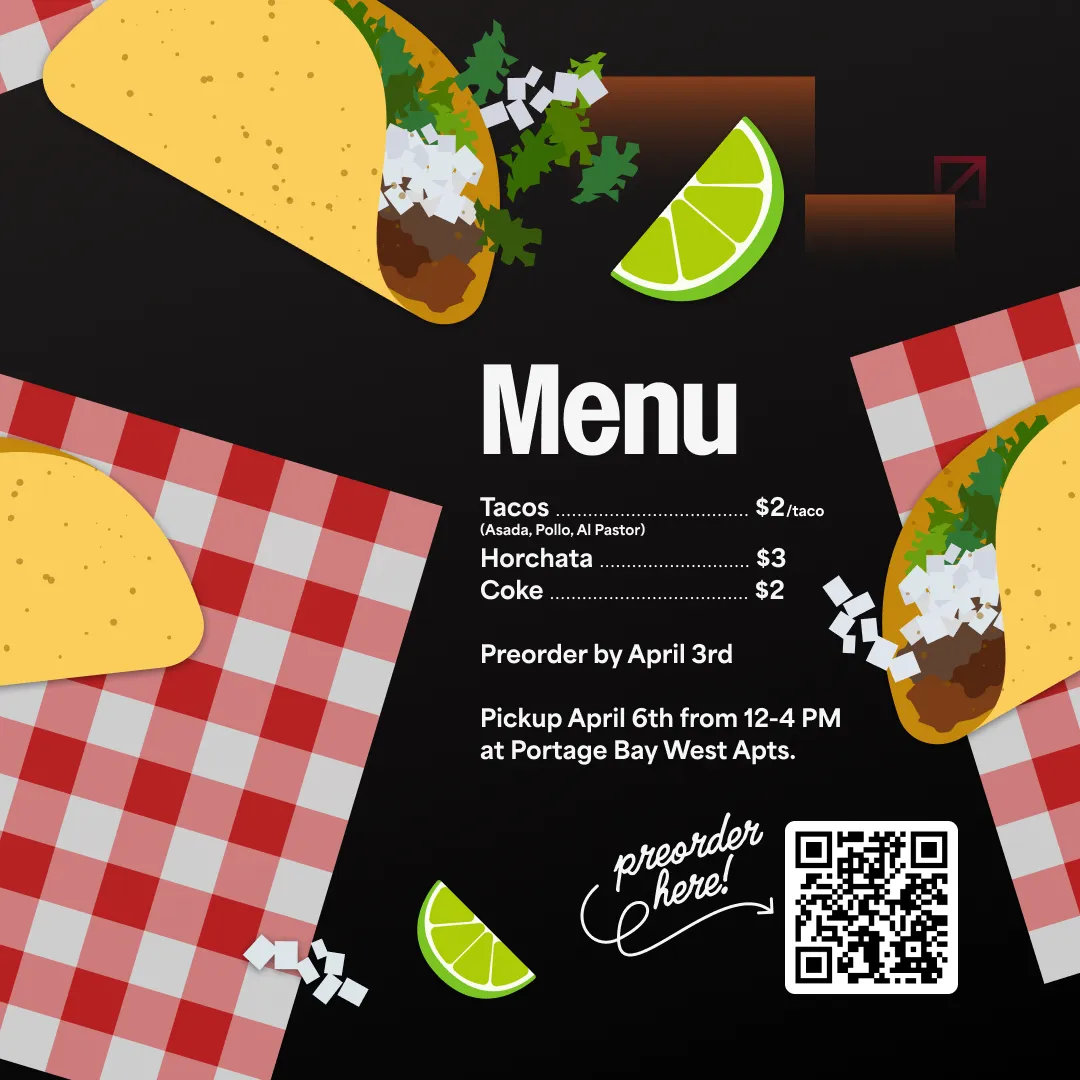 Menu
Tacos .................................... $2/taco
(Asada, Pollo, Al Pastor)
Horchata ............................ $3
Coke ..................................... $2
Preorder by April 3rd
Pickup April 6th from 12-4 PM
at Portage Bay West Apts.
preorder
here!